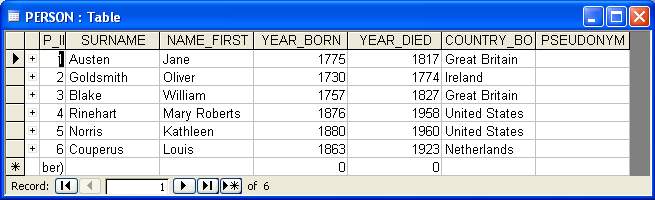 PERSON : Table
P_II SURNAME NAME_FIRST YEAR_BORN YEAR_DIED COUNTRY_BO PSEUDONYM
+ 1 Austen Jane 1775 1817 Great Britain
+ 2 Goldsmith Oliver 1730 1774 Ireland
+ 3 Blake William 1757 1827 Great Britain
+ 4 Rinehart Mary Roberts 1876 1958 United States
+ 5 Norris Kathleen 1880 1960 United States
+ 6 Couperus Louis 1863 1923 Netherlands
ber) 0 0
Record: 1 of 6